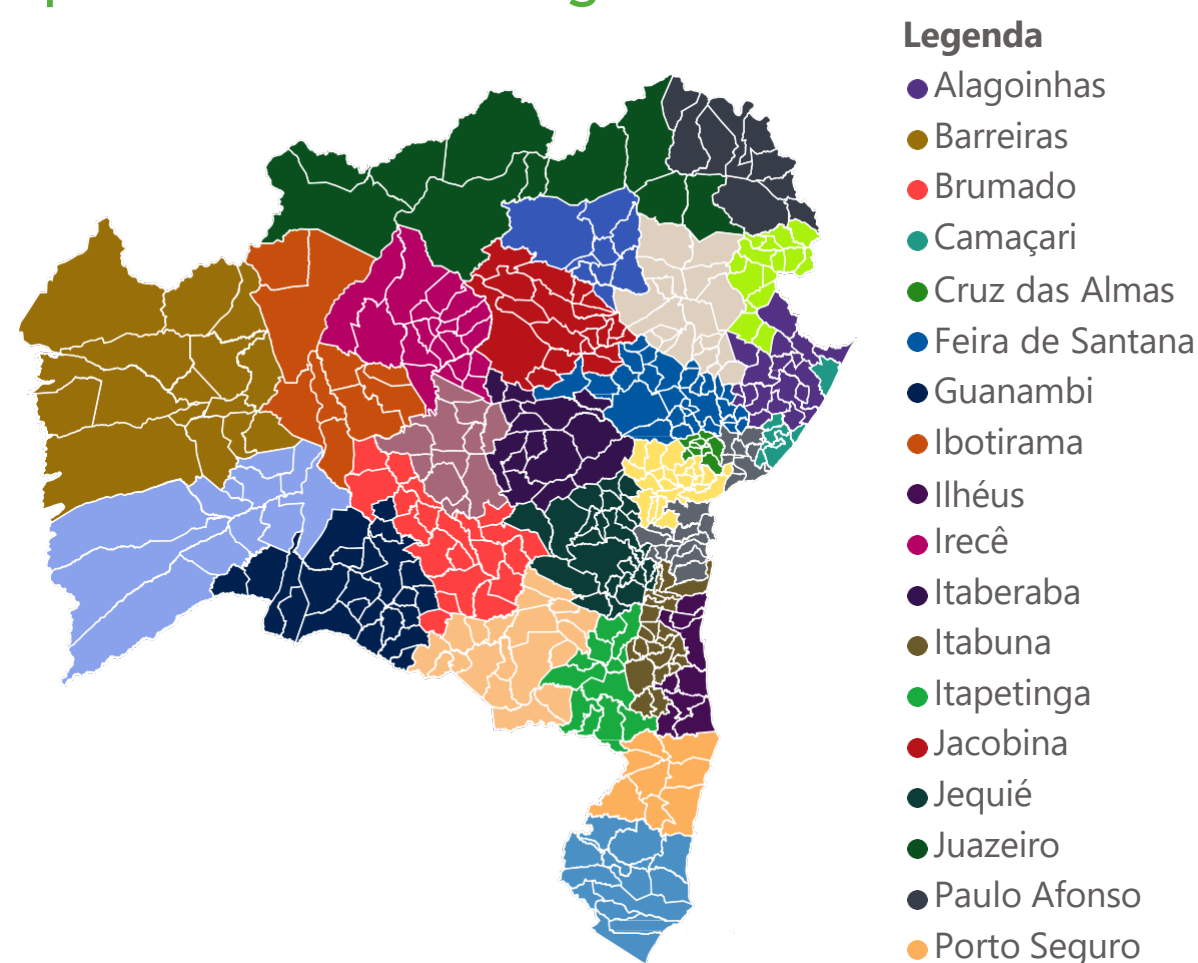 Legenda
Alagoinhas
Barreiras
Brumado
Camaçari
Cruz das Almas
Feira de Santana
Guanambi
Ibotirama
Ilhéus
Irecê
Itaberaba
Itabuna
Itapetinga
Jacobina
Jequié
Juazeiro
Paulo Afonso
Porto Seguro